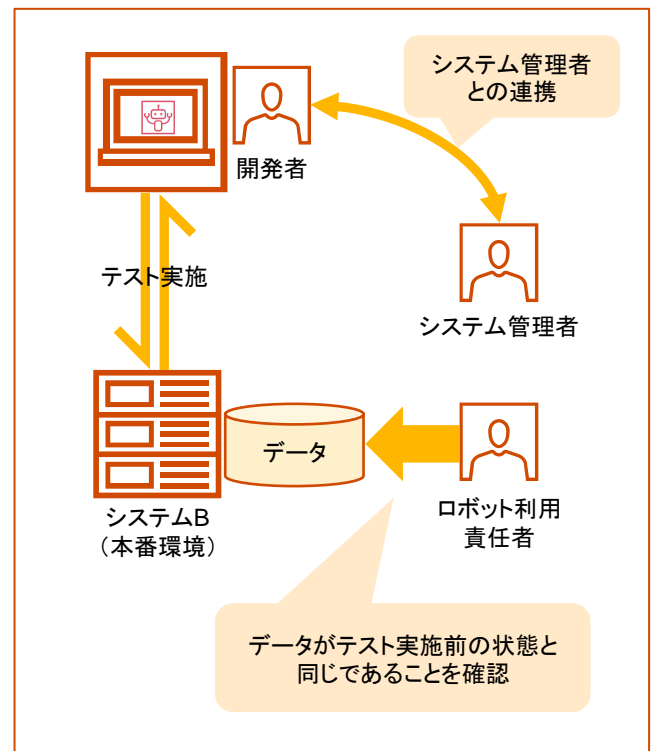 システム管理者
との連携
開発者
テスト実施
システム管理者
データ
システムB
（本番環境）
ロボット利用
責任者
データがテスト実施前の状態と
同じであることを確認